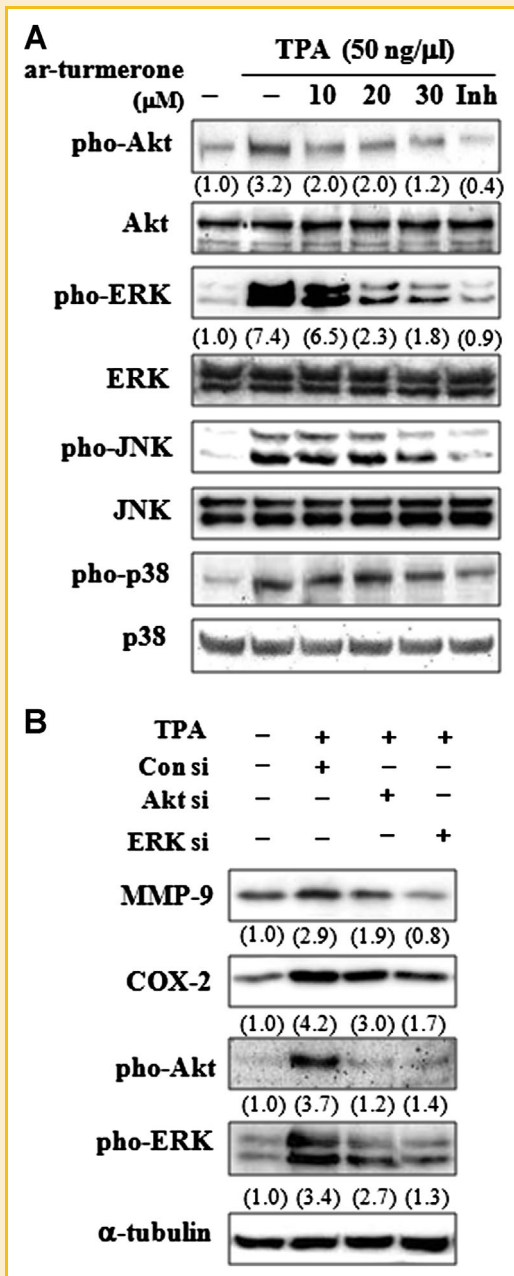 A
TPA (50 ng/µl)
ar-turmerone
(µM) – – 10 20 30 Inh
pho-Akt
(1.0) (3.2) (2.0) (2.0) (1.2) (0.4)
Akt
pho-ERK
(1.0) (7.4) (6.5) (2.3) (1.8) (0.9)
ERK
pho-JNK
JNK
pho-p38
p38
B
TPA – + + +
Con si – + – –
Akt si – – + –
ERK si – – – +
MMP-9
(1.0) (2.9) (1.9) (0.8)
COX-2
(1.0) (4.2) (3.0) (1.7)
pho-Akt
(1.0) (3.7) (1.2) (1.4)
pho-ERK
(1.0) (3.4) (2.7) (1.3)
α-tubulin